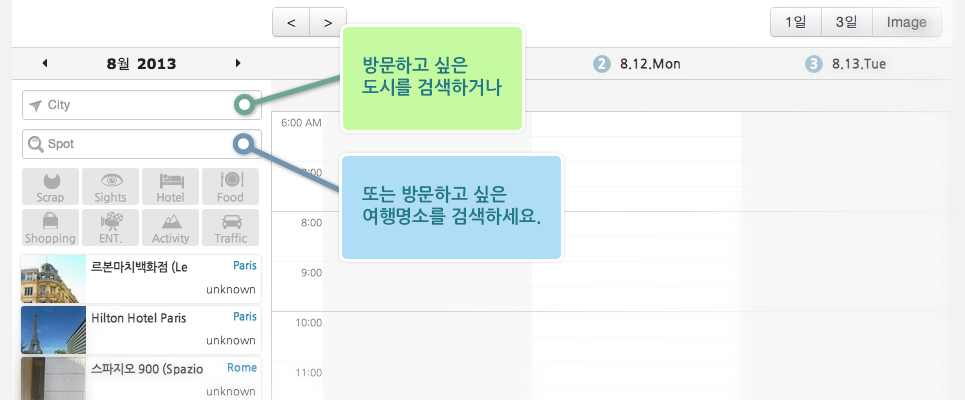 < >
1일 3일 Image
8월 2013
2 8.12.Mon
3 8.13.Tue
방문하고 싶은
도시를 검색하거나
City
6:00 AM
Spot
7:00
또는 방문하고 싶은
여행명소를 검색하세요.
Scrap Sights Hotel Food
8:00
Shopping ENT. Activity Traffic
르본마치백화점 (Le Paris
9:00
unknown
Hilton Hotel Paris Paris
10:00
unknown
스파지오 900 (Spazio Rome
11:00
unknown